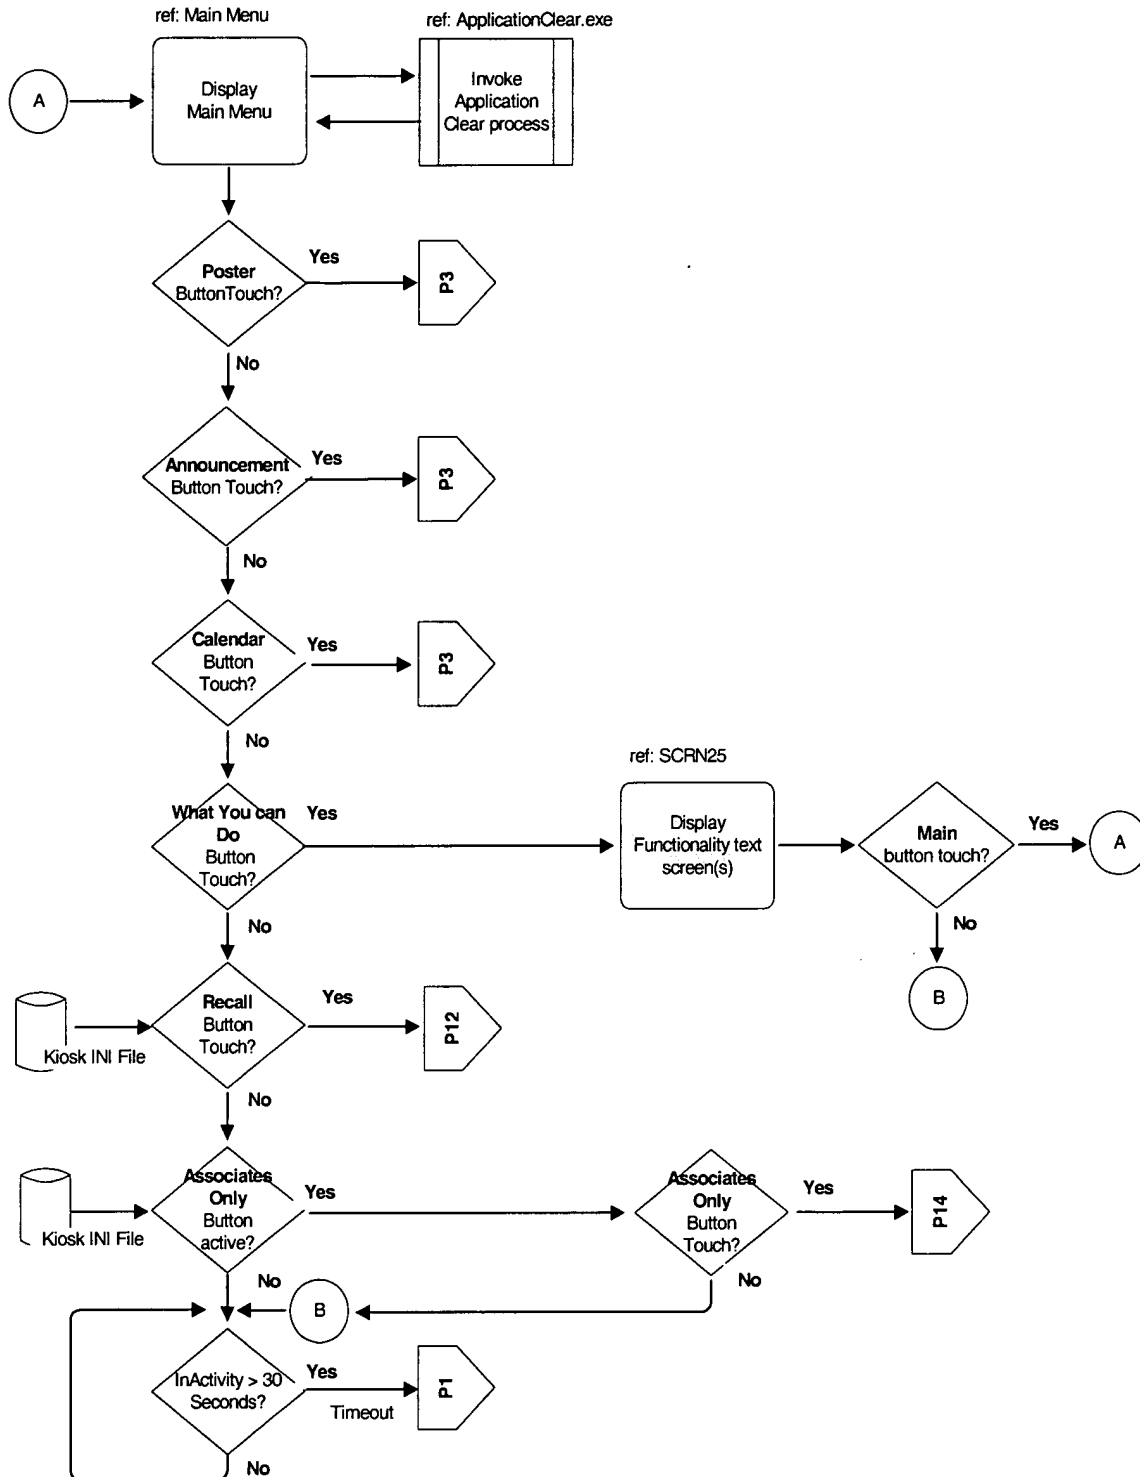 ref: Main Menu
ref: ApplicationClear.exe
A
Display
Main Menu
Invoke
Application
Clear process
Poster
ButtonTouch?
Yes
P3
No
Announcement
Button Touch?
Yes
P3
No
Calendar
Button
Touch?
Yes
P3
No
ref: SCRN25
What You can
Do
Button
Touch?
Yes
Display
Functionality text
screen(s)
Main
button touch?
Yes
A
No
B
No
Kiosk INI File
Recall
Button
Touch?
Yes
P12
No
Kiosk INI File
Associates
Only
Button
active?
Yes
Associates
Only
Button
Touch?
Yes
P14
No
No
B
InActivity > 30
Seconds?
Yes
Timeout
P1
No